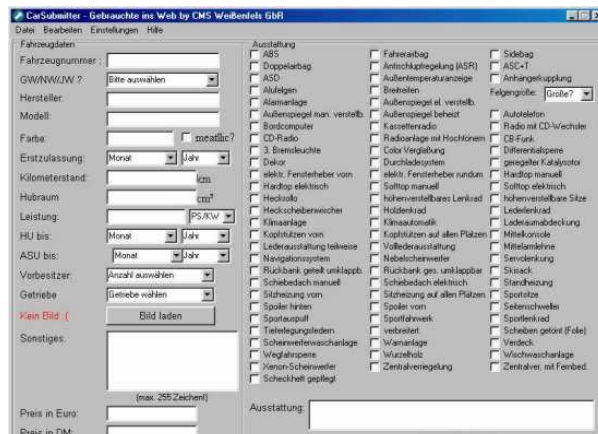 CarSubmitter - Gebrauchte ins Web by CMS Weißenfels GbR
Datei Bearbeiten Einstellungen Hilfe
Fahrzeugdaten
Fahrzeugnummer :
GW/NW/JW ? Bitte auswählen
Hersteller:
Modell:
Farbe: meatllic?
Erstzulassung: Monat Jahr
Kilometerstand: km
Hubraum cm³
Leistung: PS/KW
HU bis: Monat Jahr
ASU bis: Monat Jahr
Vorbesitzer: Anzahl auswählen
Getriebe Getriebe wählen
Kein Bild :( Bild laden
Sonstiges:
(max. 255 Zeichen!)
Preis in Euro:
Preis in DM:
Ausstattung
ABS Fahrerairbag Sidebag
Doppelairbag Antischlupfregelung (ASR) ASC+T
ASD Außentemperaturanzeige Anhängerkupplung
Alufelgen Breitreifen Felgengröße: Größe?
Alarmanlage Außenspiegel el. verstellb.
Außenspiegel man. verstellb. Außenspiegel beheizt Autotelefon
Bordcomputer Kassettenradio Radio mit CD-Wechsler
CD-Radio Radioanlage mit Hochtönern CB-Funk
3. Bremsleuchte Color Verglaßung Differentialsperre
Dekor Durchladesystem geregelter Katalysotor
elektr. Fensterheber vorn elektr. Fensterheber rundum Hardtop manuell
Hardtop elektrisch Softtop manuell Softtop elektrisch
Heckrollo höhenverstellbares Lenkrad höhenverstellbare Sitze
Heckscheibenwischer Holzlenkrad Lederlenkrad
Klimaanlage Klimaautomatik Laderaumabdeckung
Kopfstützen vorn Kopfstützen auf allen Plätzen Mittelkonsole
Lederausstattung teilweise Volllederausstattung Mittelarmlehne
Navigationssystem Nebelscheinwerfer Servolenkung
Rückbank geteilt umklappb. Rückbank ges. umklappbar Skisack
Schiebedach manuell Schiebedach elektrisch Standheizung
Sitzheizung vorn Sitzheizung auf allen Plätzen Sportsitze
Spoiler hinten Spoiler vorn Seitenschweller
Sportauspuff Sportfahrwerk Sportlenkrad
Tieferlegungsfedern verbreitert Scheiben getönt (Folie)
Scheinwerferwaschanlage Warnanlage Verdeck
Wegfahrsperre Wurzelholz Wischwaschanlage
Xenon-Scheinwerfer Zentralverriegelung Zentralver. mit Fernbed.
Scheckheft gepflegt
Ausstattung: